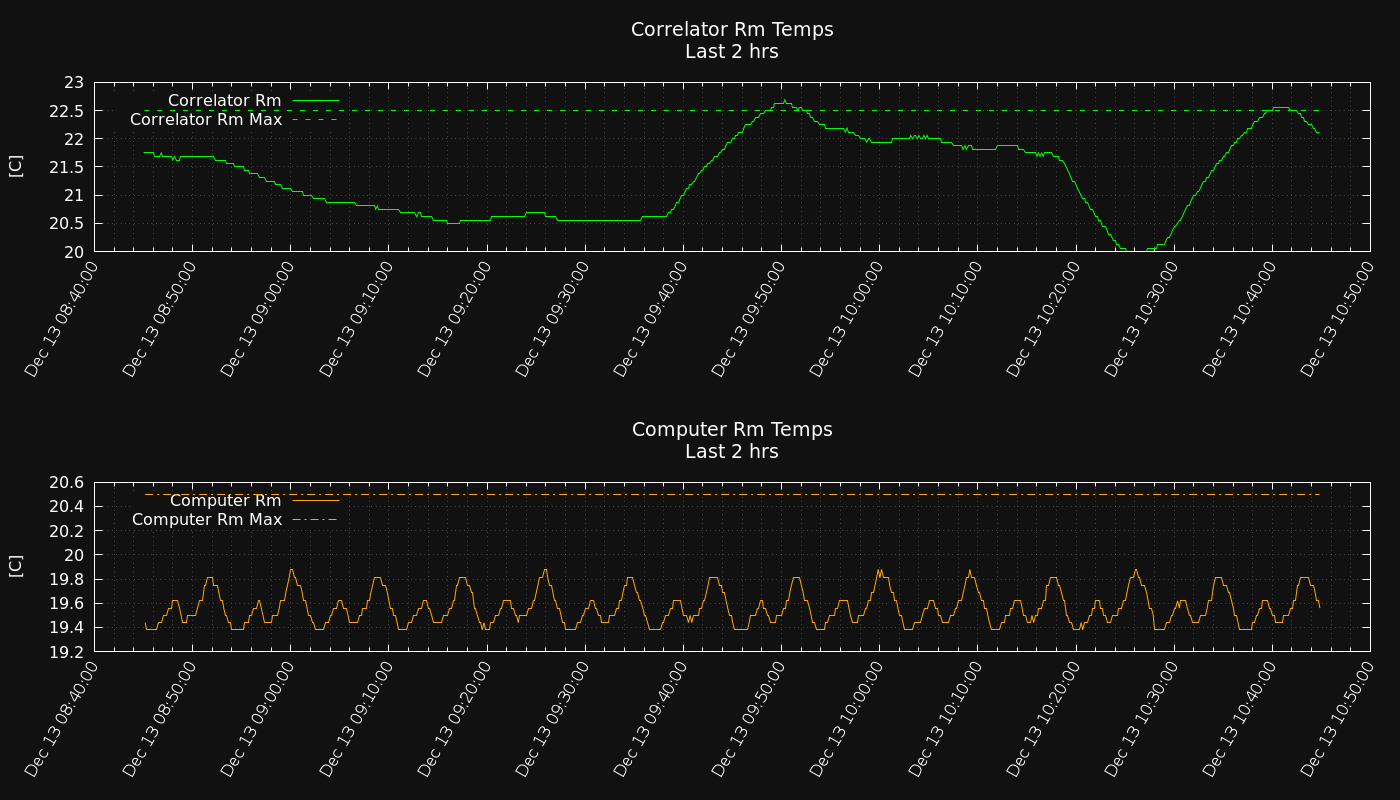 Correlator Rm Temps
Last 2 hrs
23
22.5
22
21.5
21
20.5
20
[C]
Correlator Rm
Correlator Rm Max
Dec 13 08:40:00
Dec 13 08:50:00
Dec 13 09:00:00
Dec 13 09:10:00
Dec 13 09:20:00
Dec 13 09:30:00
Dec 13 09:40:00
Dec 13 09:50:00
Dec 13 10:00:00
Dec 13 10:10:00
Dec 13 10:20:00
Dec 13 10:30:00
Dec 13 10:40:00
Dec 13 10:50:00
Computer Rm Temps
Last 2 hrs
20.6
20.4
20.2
20
19.8
19.6
19.4
19.2
[C]
Computer Rm
Computer Rm Max
Dec 13 08:40:00
Dec 13 08:50:00
Dec 13 09:00:00
Dec 13 09:10:00
Dec 13 09:20:00
Dec 13 09:30:00
Dec 13 09:40:00
Dec 13 09:50:00
Dec 13 10:00:00
Dec 13 10:10:00
Dec 13 10:20:00
Dec 13 10:30:00
Dec 13 10:40:00
Dec 13 10:50:00